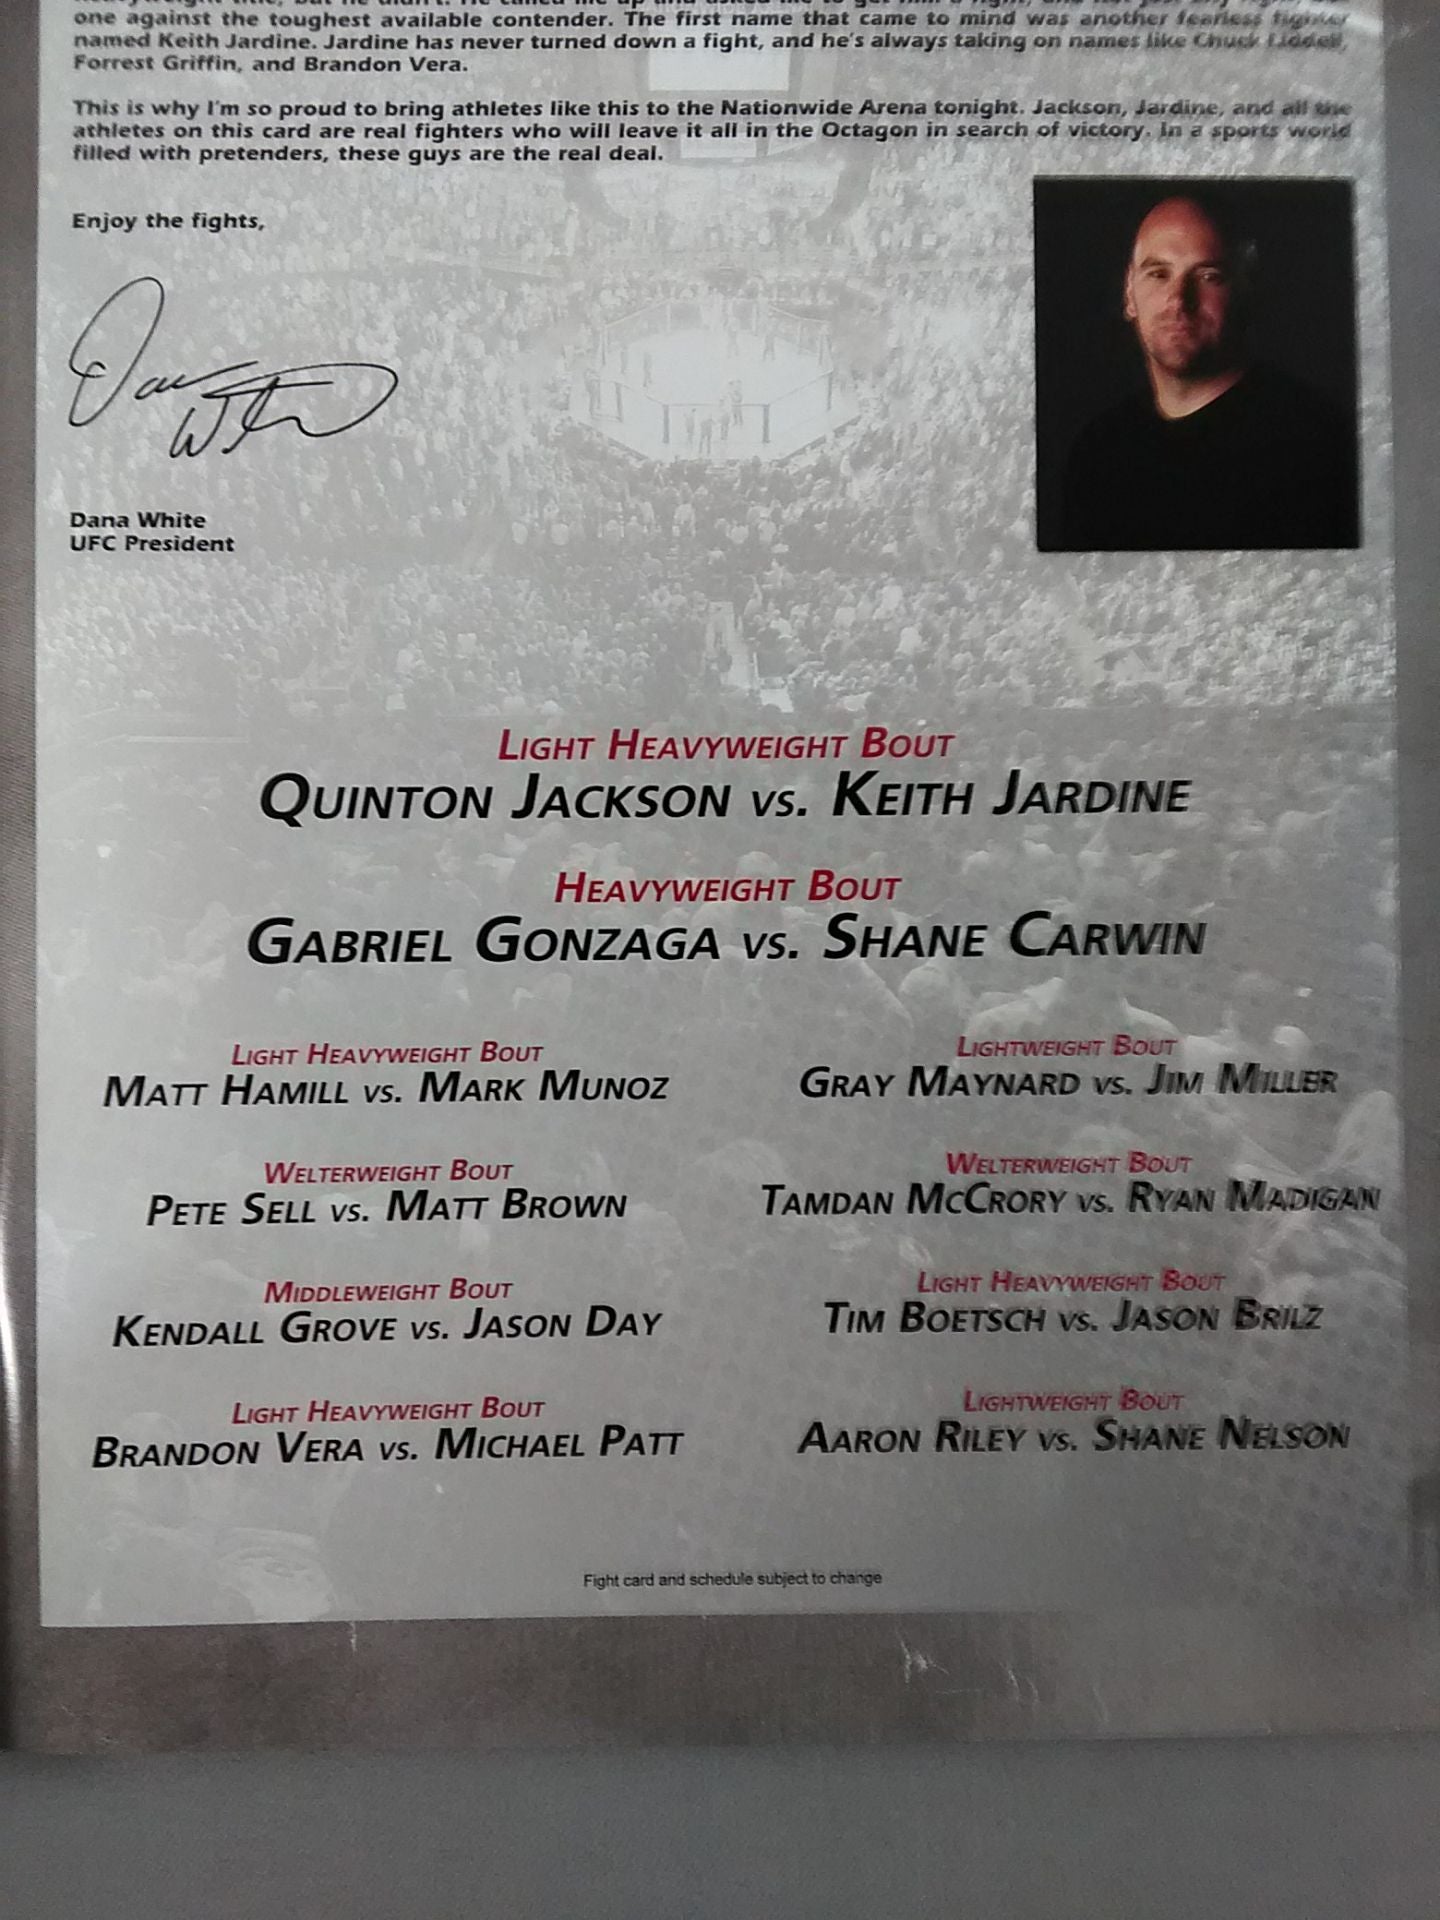 one against the toughest available contender. The first name that came to mind was another fearless fighter
named Keith Jardine. Jardine has never turned down a fight, and he's always taking on names like Chuck Liddell,
Forrest Griffin, and Brandon Vera.
This is why I'm so proud to bring athletes like this to the Nationwide Arena tonight. Jackson, Jardine, and all the
athletes on this card are real fighters who will leave it all in the Octagon in search of victory. In a sports world
filled with pretenders, these guys are the real deal.
Enjoy the fights,
Dana White
Dana White
UFC President
LIGHT HEAVYWEIGHT BOUT
QUINTON JACKSON VS. KEITH JARDINE
HEAVYWEIGHT BOUT
GABRIEL GONZAGA VS. SHANE CARWIN
LIGHT HEAVYWEIGHT BOUT
MATT HAMILL VS. MARK MUNOZ
LIGHTWEIGHT BOUT
GRAY MAYNARD VS. JIM MILLER
WELTERWEIGHT BOUT
PETE SELL VS. MATT BROWN
WELTERWEIGHT BOUT
TAMDAN MCCRORY VS. RYAN MADIGAN
MIDDLEWEIGHT BOUT
KENDALL GROVE VS. JASON DAY
LIGHT HEAVYWEIGHT BOUT
TIM BOETSCH VS. JASON BRILZ
LIGHT HEAVYWEIGHT BOUT
BRANDON VERA VS. MICHAEL PATT
LIGHTWEIGHT BOUT
AARON RILEY VS. SHANE NELSON
Fight card and schedule subject to change